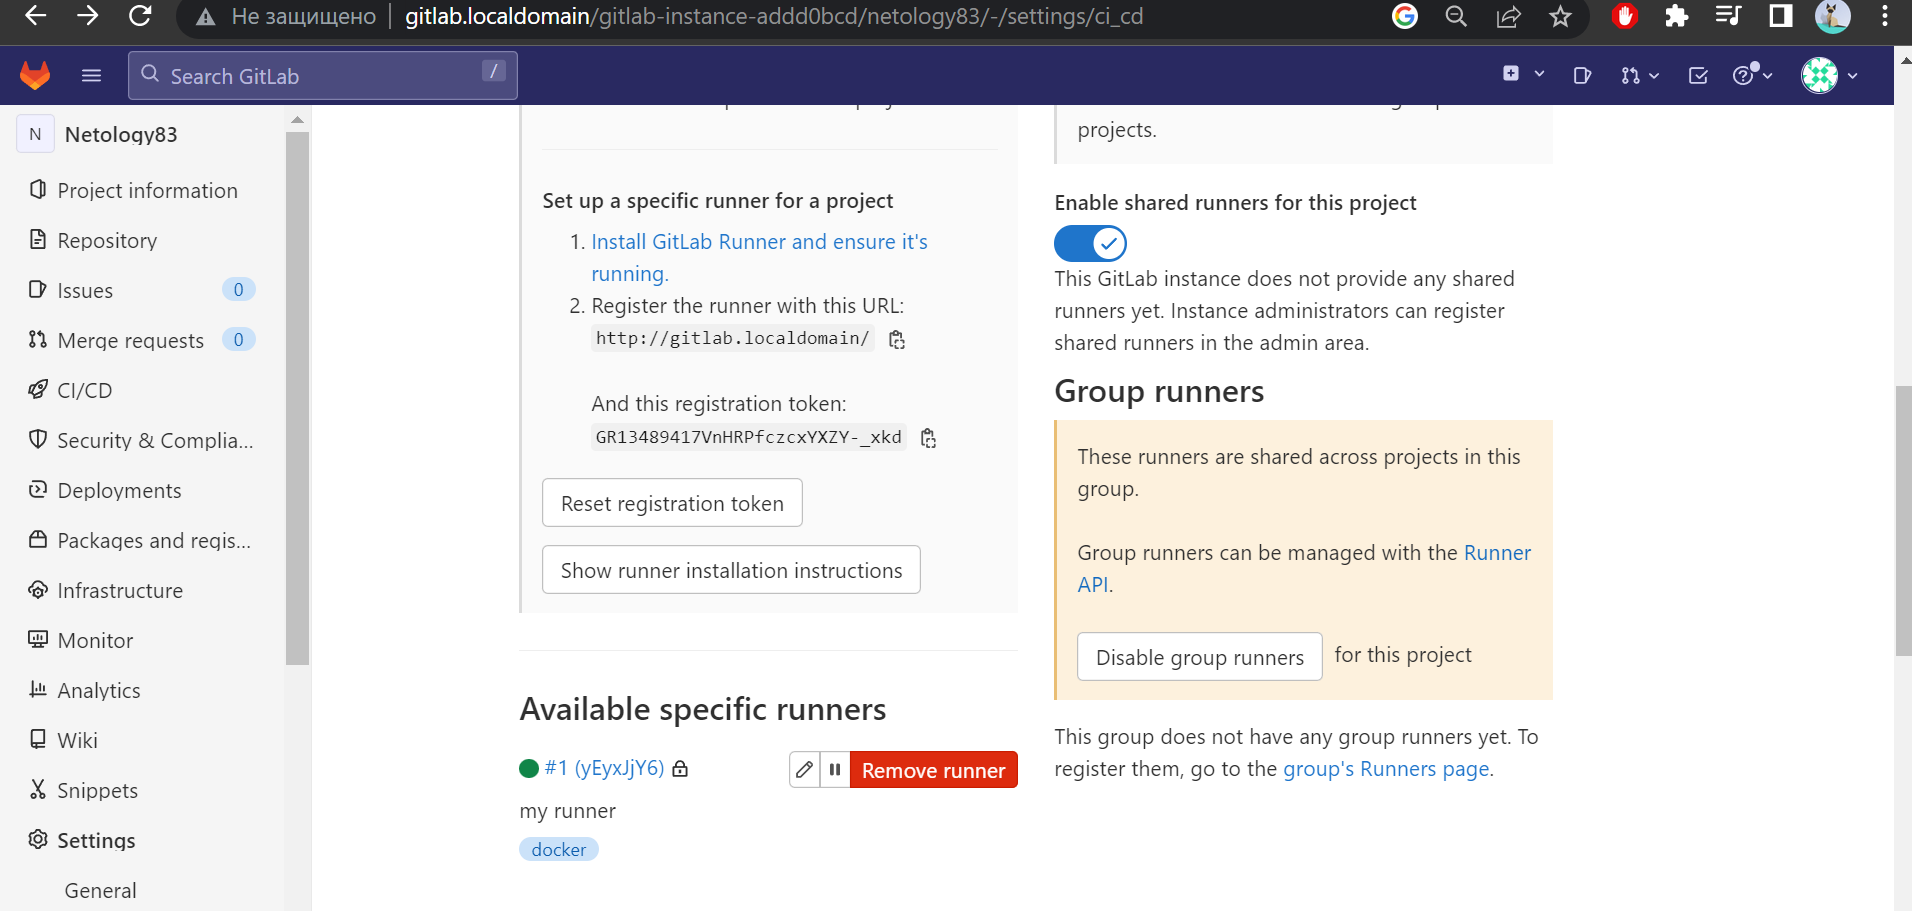 Не защищено
gitlab.localdomain/gitlab-instance-addd0bcd/netology83/-/settings/ci_cd
Search GitLab
/
N
Netology83
Project information
Repository
Issues
0
Merge requests
0
CI/CD
Security & Complia...
Deployments
Packages and regis...
Infrastructure
Monitor
Analytics
Wiki
Snippets
Settings
General
Set up a specific runner for a project
1. Install GitLab Runner and ensure it's
running.
2. Register the runner with this URL:
http://gitlab.localdomain/
And this registration token:
GR13489417VnHRPfczcxYXZY-_xkd
Reset registration token
Show runner installation instructions
Available specific runners
#1 (yEyxJjY6)
Remove runner
my runner
docker
projects.
Enable shared runners for this project
This GitLab instance does not provide any shared
runners yet. Instance administrators can register
shared runners in the admin area.
Group runners
These runners are shared across projects in this
group.
Group runners can be managed with the Runner
API.
Disable group runners for this project
This group does not have any group runners yet. To
register them, go to the group's Runners page.